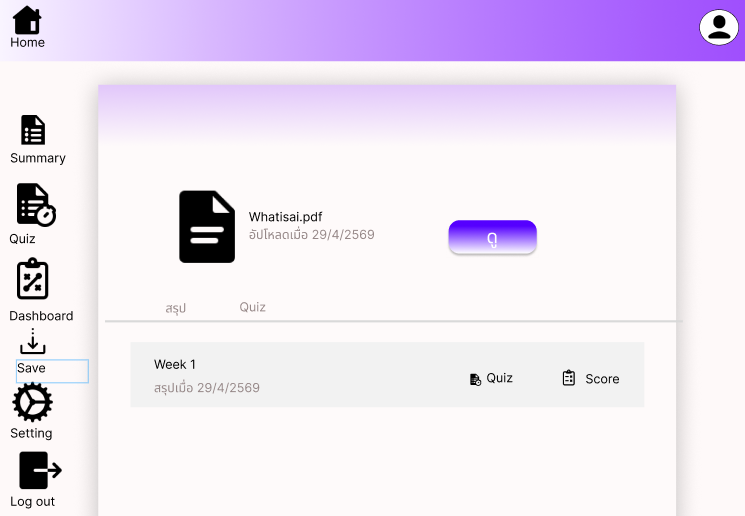 Home
Summary
Quiz
Dashboard
Save
Setting
Log out
Whatisai.pdf
อัปโหลดเมื่อ 29/4/2569
ดู
สรุป
Quiz
Week 1
สรุปเมื่อ 29/4/2569
Quiz
Score